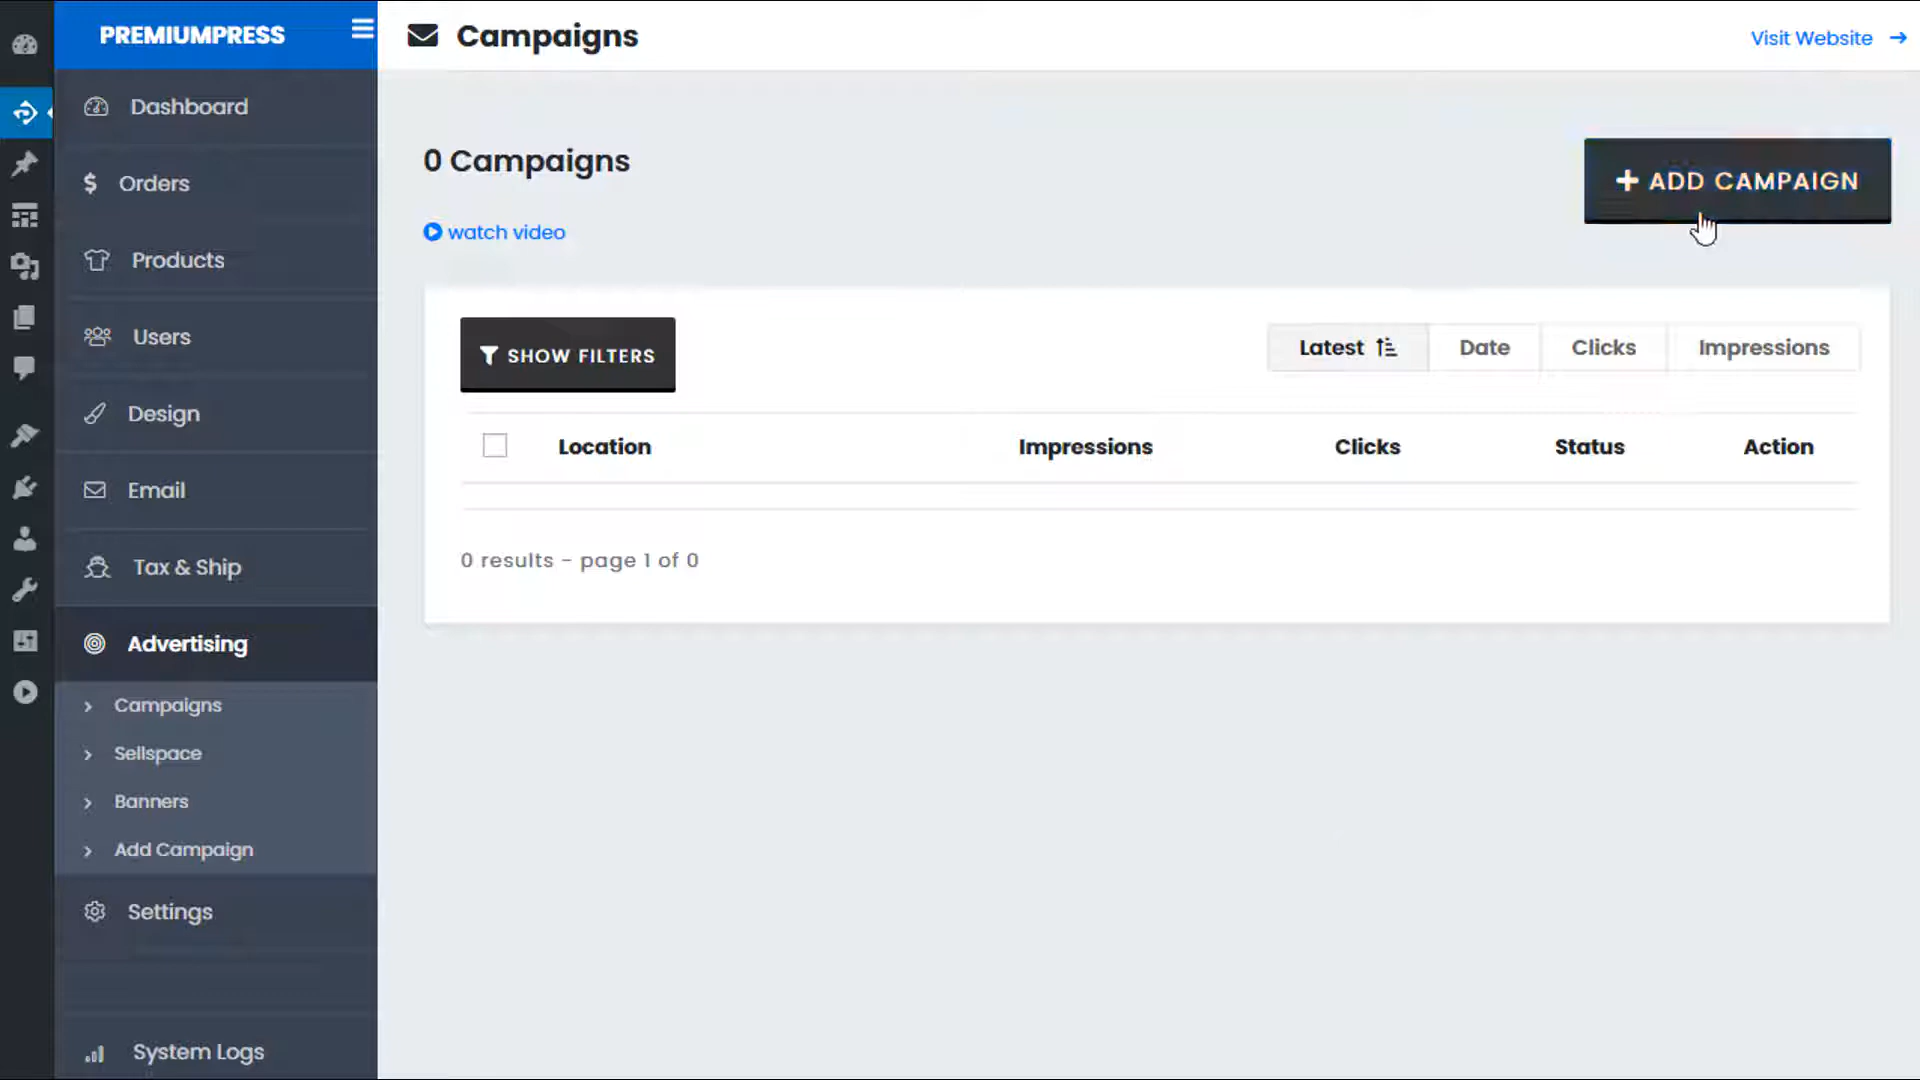 PREMIUMPRESS
Campaigns
Visit Website
Dashboard
Orders
Products
Users
Design
Email
Tax & Ship
Advertising
Campaigns
Sellspace
Banners
Add Campaign
Settings
System Logs
0 Campaigns
ADD CAMPAIGN
watch video
SHOW FILTERS
Latest Date Clicks Impressions
Location Impressions Clicks Status Action
0 results - page 1 of 0